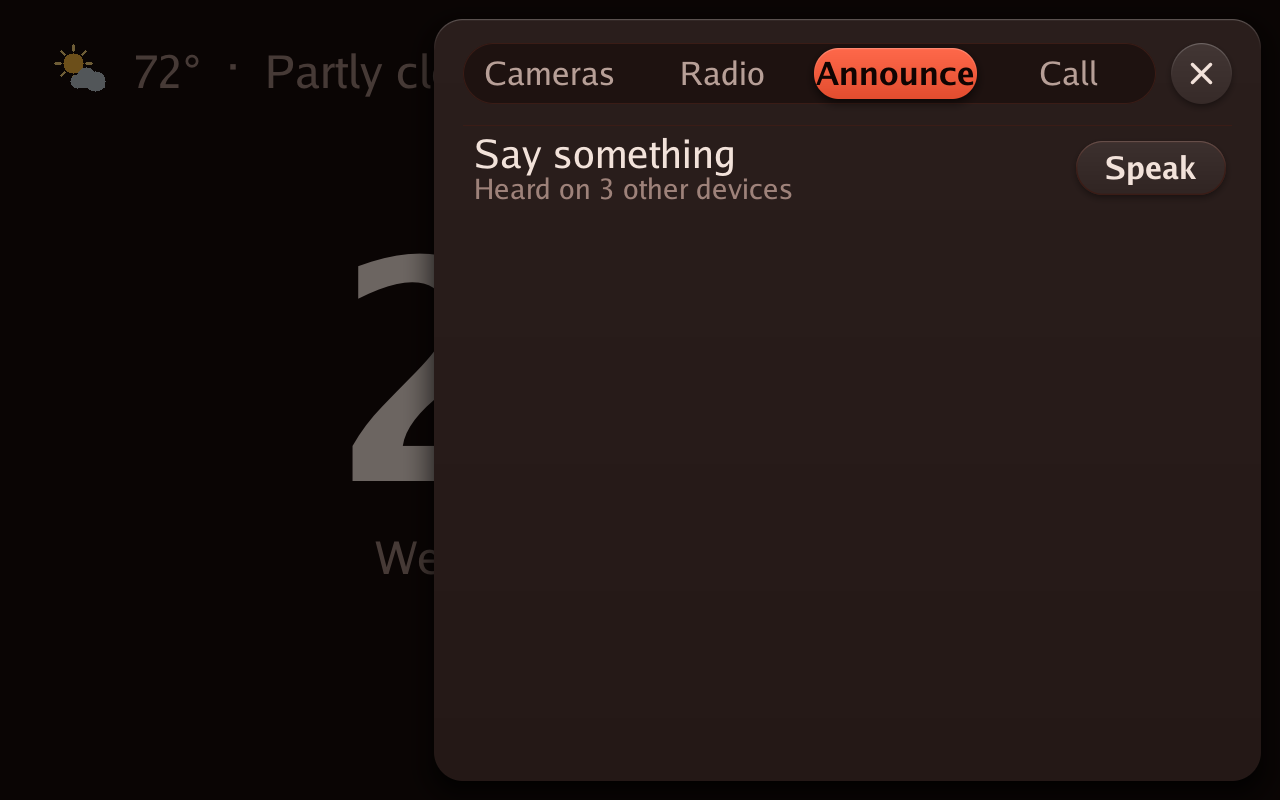 72° · Partly cl
Cameras Radio Announce Call
Say something
Heard on 3 other devices
Speak
2
We